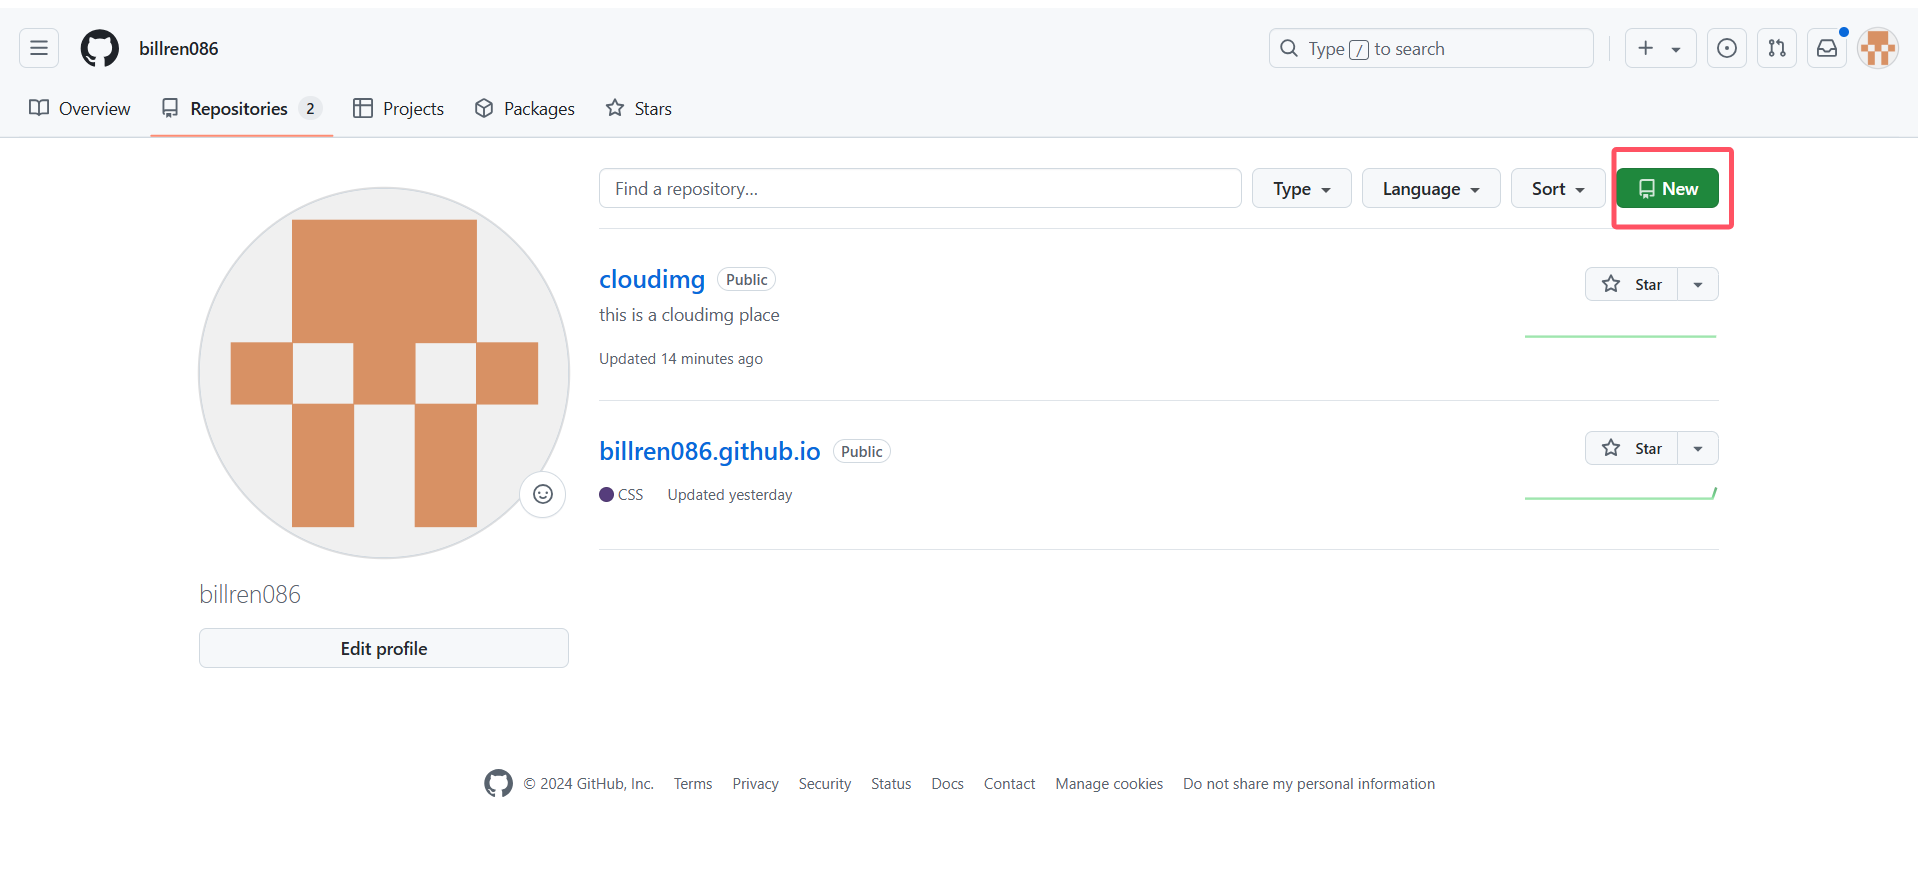 billren086
Type / to search
Overview
Repositories 2
Projects
Packages
Stars
Find a repository...
Type
Language
Sort
New
cloudimg Public
Star
this is a cloudimg place
Updated 14 minutes ago
billren086.github.io Public
Star
CSS Updated yesterday
billren086
Edit profile
© 2024 GitHub, Inc. Terms Privacy Security Status Docs Contact Manage cookies Do not share my personal information